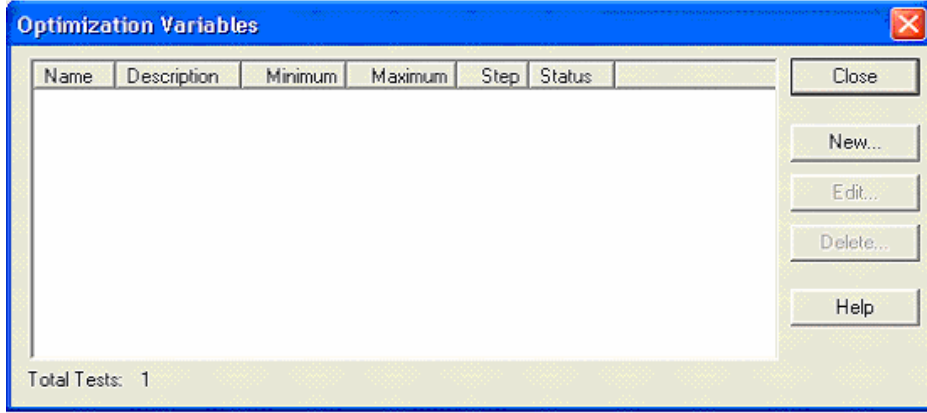 Optimization Variables
Name Description Minimum Maximum Step Status
Close
New...
Edit...
Delete...
Help
Total Tests: 1